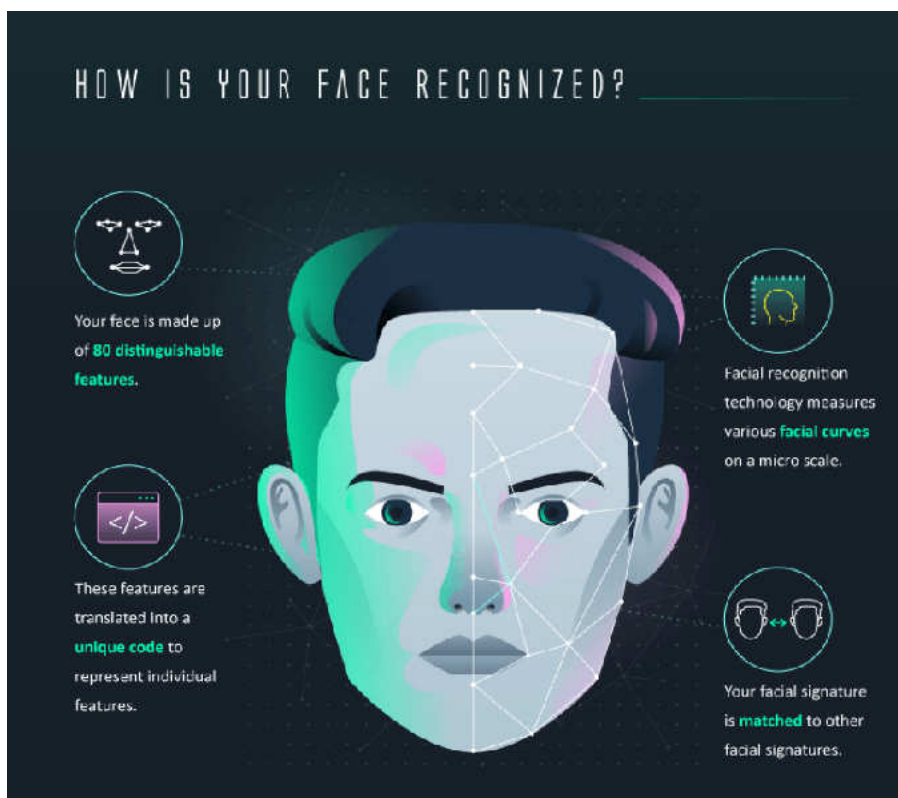 HOW IS YOUR FACE RECOGNIZED?
Your face is made up
of 80 distinguishable
features.
Facial recognition
technology measures
various facial curves
on a micro scale.
</>
These features are
translated into a
unique code to
represent individual
features.
Your facial signature
is matched to other
facial signatures.